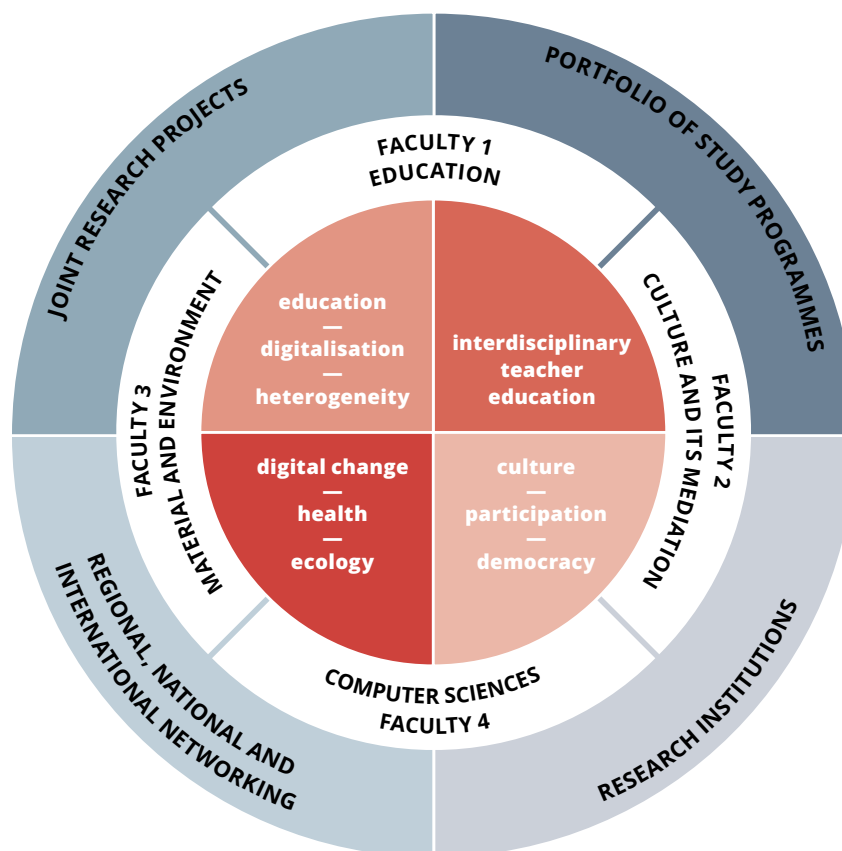 JOINT RESEARCH PROJECTS
PORTFOLIO OF STUDY PROGRAMMES
FACULTY 1
EDUCATION
FACULTY 2
CULTURE AND ITS MEDIATION
FACULTY 3
MATERIAL AND ENVIRONMENT
education
—
digitalisation
—
heterogeneity
interdisciplinary
teacher
education
digital change
—
health
—
ecology
culture
—
participation
—
democracy
COMPUTER SCIENCES
FACULTY 4
REGIONAL, NATIONAL AND
INTERNATIONAL NETWORKING
RESEARCH INSTITUTIONS